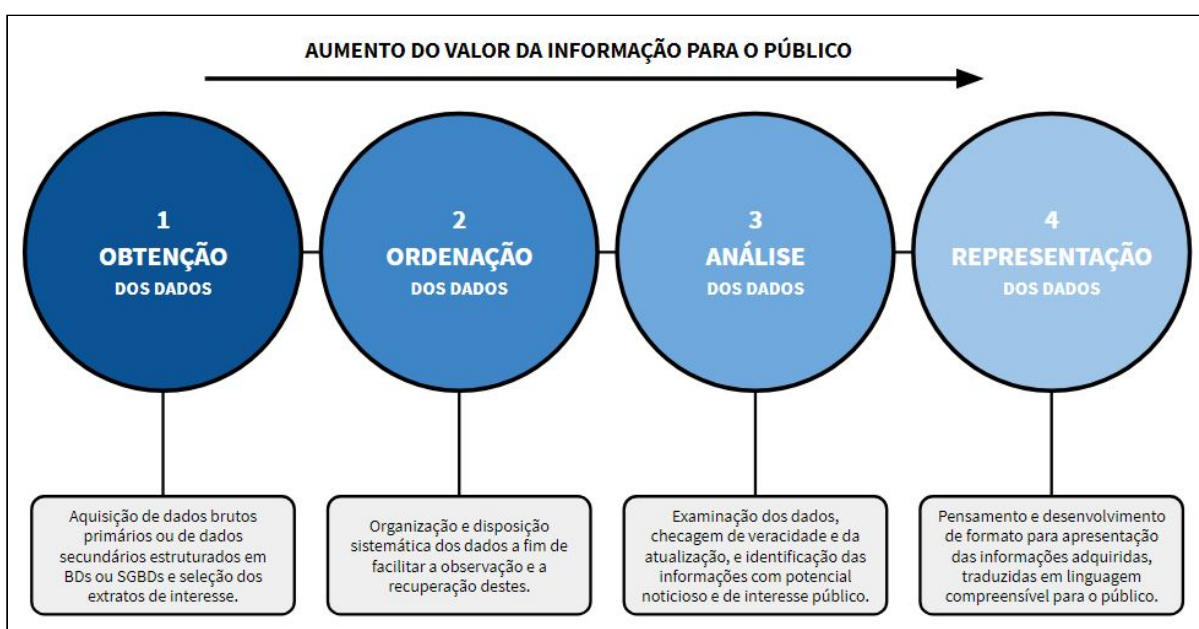 AUMENTO DO VALOR DA INFORMAÇÃO PARA O PÚBLICO
1
OBTENÇÃO
DOS DADOS
2
ORDENAÇÃO
DOS DADOS
3
ANÁLISE
DOS DADOS
4
REPRESENTAÇÃO
DOS DADOS
Aquisição de dados brutos
primários ou de dados
secundários estruturados em
BDs ou SGBDs e seleção dos
extratos de interesse.
Organização e disposição
sistemática dos dados a fim de
facilitar a observação e a
recuperação destes.
Examinação dos dados,
checagem de veracidade e da
atualização, e identificação das
informações com potencial
noticioso e de interesse público.
Pensamento e desenvolvimento
de formato para apresentação
das informações adquiridas,
traduzidas em linguagem
compreensível para o público.